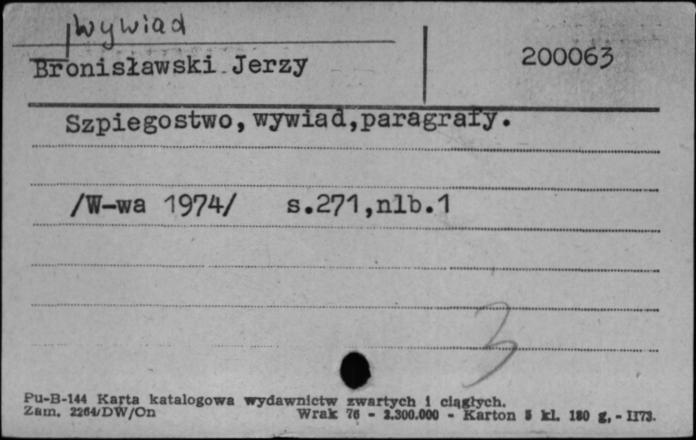 wywiad
Bronisławski Jerzy 200063
Szpiegostwo, wywiad, paragrafy.
/W-wa 1974/ s.271,nlb.1
3
Pu-B-144 Karta katalogowa wydawnictw zwartych i ciągłych.
Zam. 2264/DW/On Wrak 76 - 2.300.000 - Karton 5 kl. 180 g, - II73.